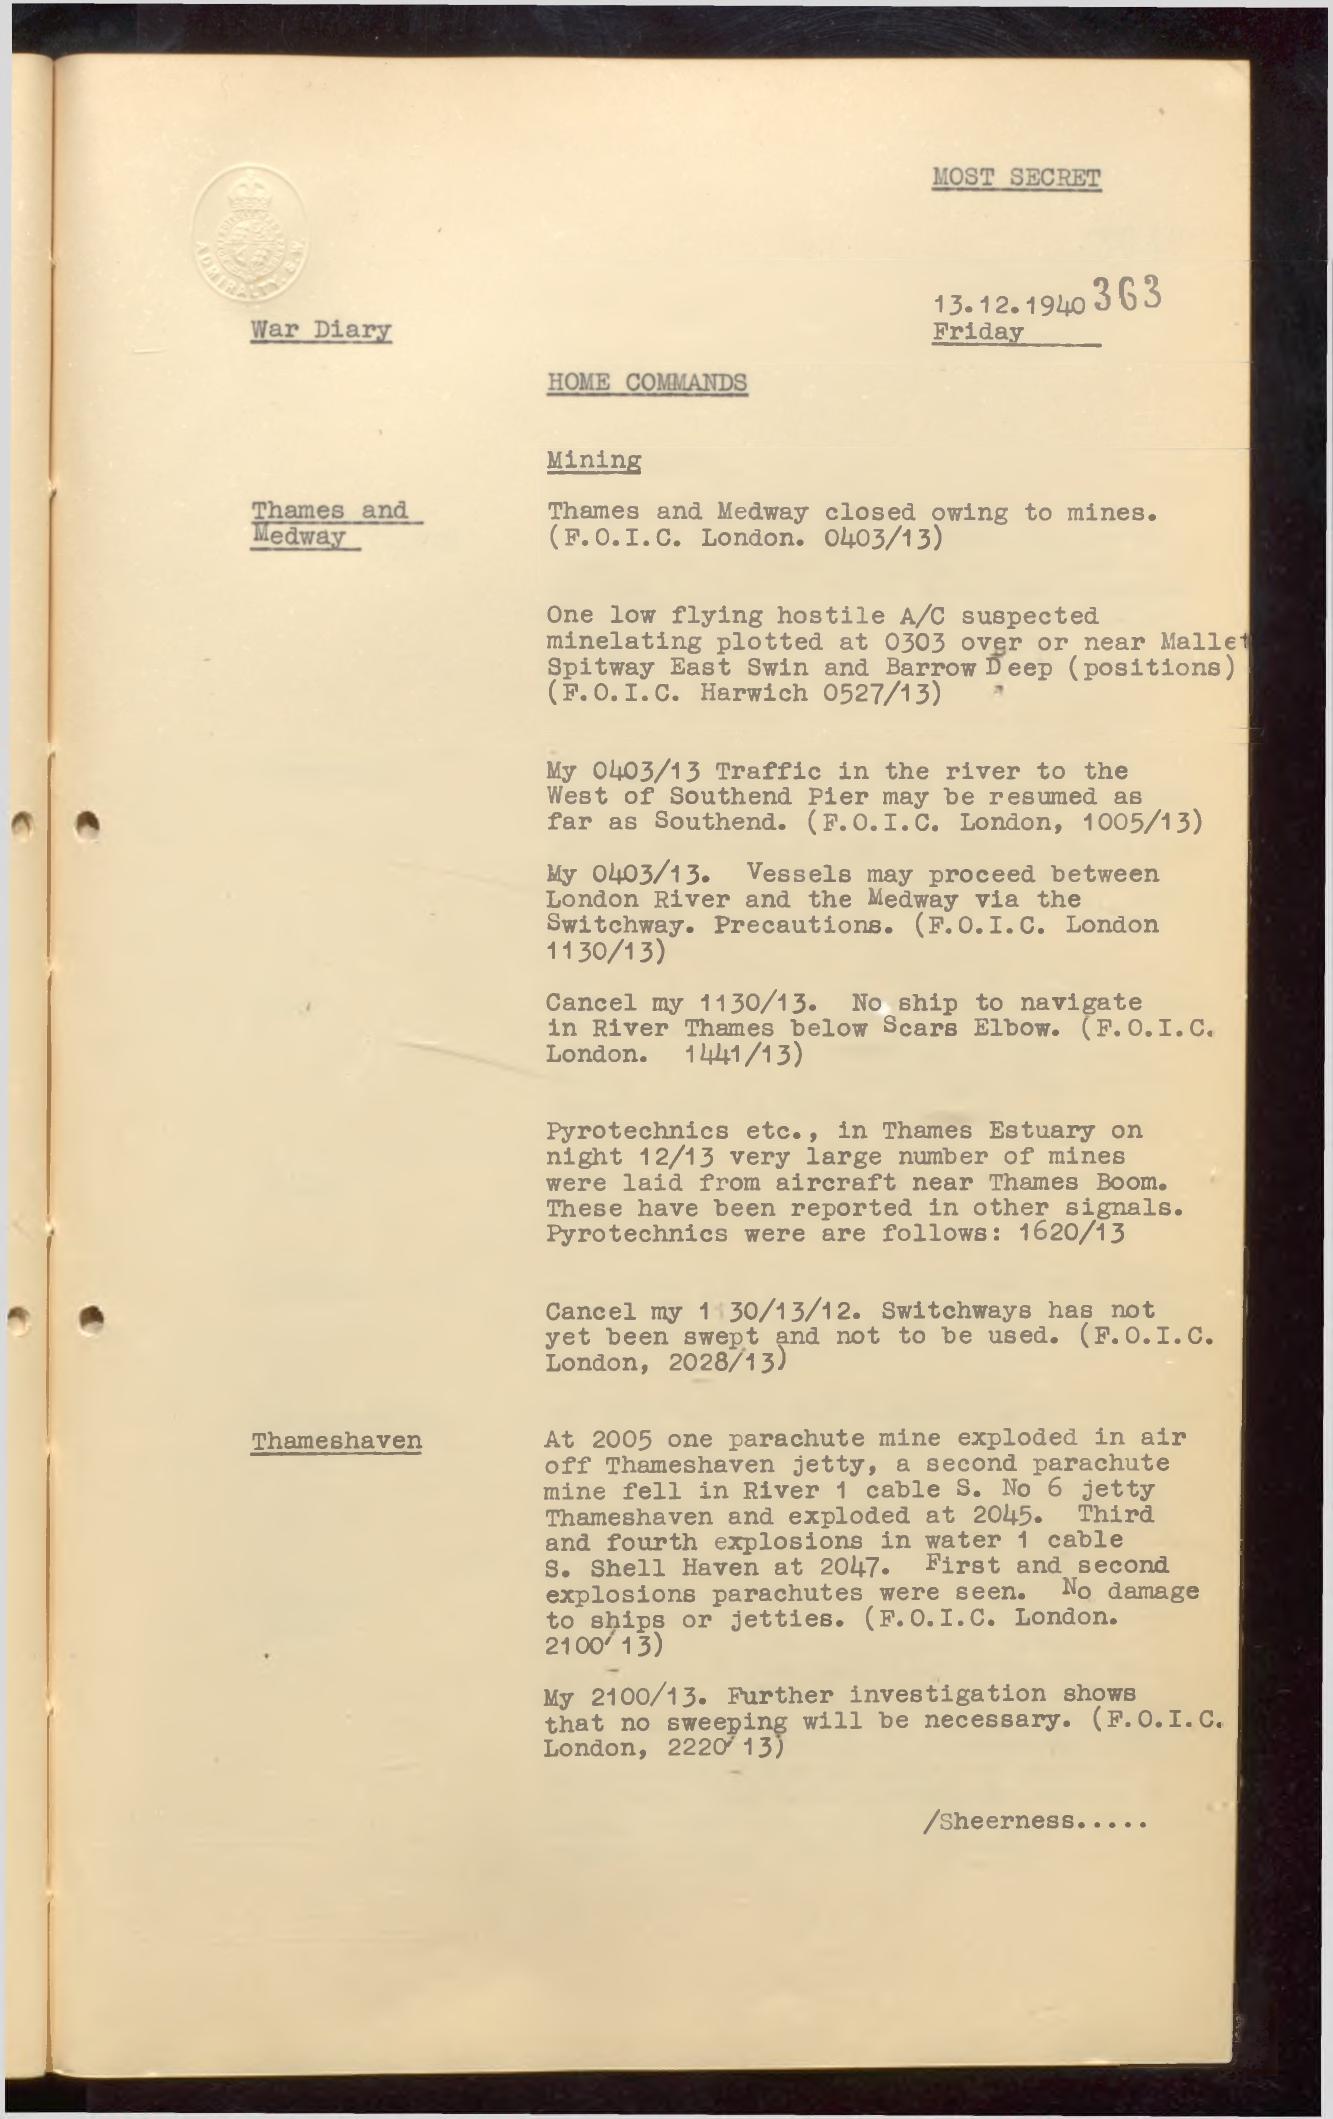 MOST SECRET
ADMIRALTY. S.W.
13.12.1940 363
Friday
War Diary
HOME COMMANDS
Mining
Thames and
Medway
Thames and Medway closed owing to mines.
(F.O.I.C. London. 0403/13)
One low flying hostile A/C suspected
minelating plotted at 0303 over or near Mallet
Spitway East Swin and Barrow Deep (positions)
(F.O.I.C. Harwich 0527/13)
My 0403/13 Traffic in the river to the
West of Southend Pier may be resumed as
far as Southend. (F.O.I.C. London, 1005/13)
My 0403/13. Vessels may proceed between
London River and the Medway via the
Switchway. Precautions. (F.O.I.C. London
1130/13)
Cancel my 1130/13. No ship to navigate
in River Thames below Scars Elbow. (F.O.I.C.
London. 1441/13)
Pyrotechnics etc., in Thames Estuary on
night 12/13 very large number of mines
were laid from aircraft near Thames Boom.
These have been reported in other signals.
Pyrotechnics were are follows: 1620/13
Cancel my 1 30/13/12. Switchways has not
yet been swept and not to be used. (F.O.I.C.
London, 2028/13)
Thameshaven
At 2005 one parachute mine exploded in air
off Thameshaven jetty, a second parachute
mine fell in River 1 cable S. No 6 jetty
Thameshaven and exploded at 2045. Third
and fourth explosions in water 1 cable
S. Shell Haven at 2047. First and second
explosions parachutes were seen. No damage
to ships or jetties. (F.O.I.C. London.
2100/13)
My 2100/13. Further investigation shows
that no sweeping will be necessary. (F.O.I.C.
London, 2220/13)
/Sheerness.....